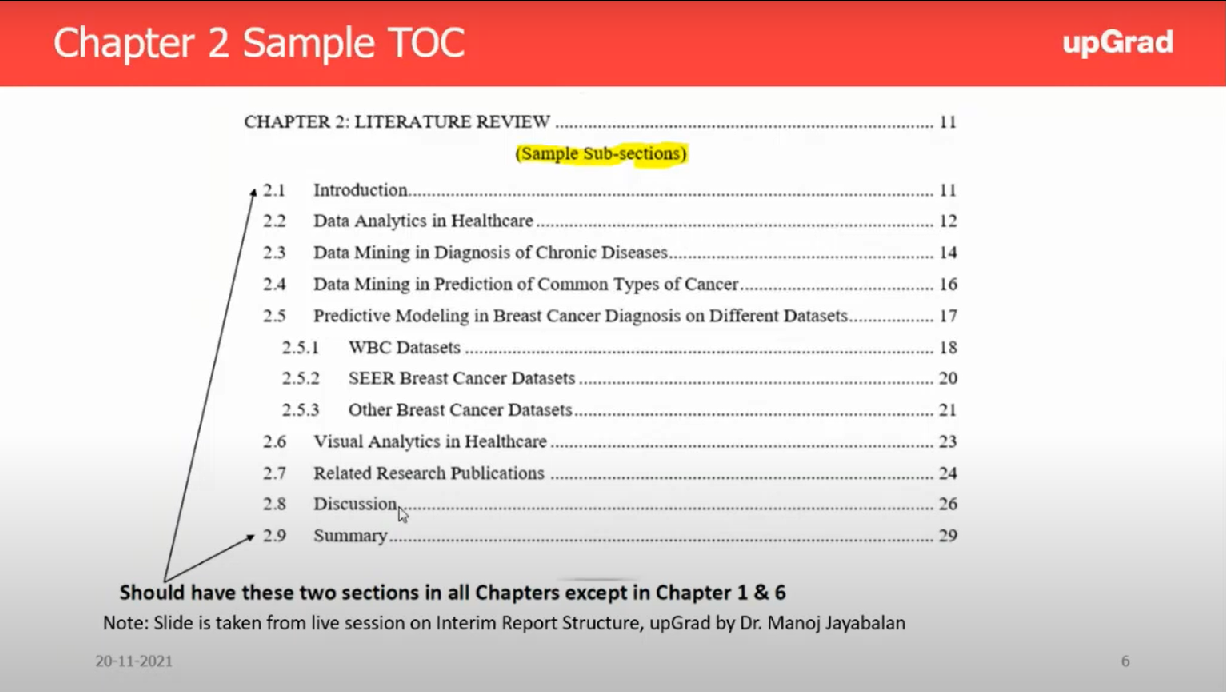 Chapter 2 Sample TOC
upGrad
CHAPTER 2: LITERATURE REVIEW ........ 11
(Sample Sub-sections)
2.1 Introduction........ 11
2.2 Data Analytics in Healthcare ........ 12
2.3 Data Mining in Diagnosis of Chronic Diseases........ 14
2.4 Data Mining in Prediction of Common Types of Cancer........ 16
2.5 Predictive Modeling in Breast Cancer Diagnosis on Different Datasets........ 17
2.5.1 WBC Datasets ........ 18
2.5.2 SEER Breast Cancer Datasets ........ 20
2.5.3 Other Breast Cancer Datasets........ 21
2.6 Visual Analytics in Healthcare ........ 23
2.7 Related Research Publications ........ 24
2.8 Discussion........ 26
2.9 Summary........ 29
Should have these two sections in all Chapters except in Chapter 1 & 6
Note: Slide is taken from live session on Interim Report Structure, upGrad by Dr. Manoj Jayabalan
20-11-2021
6